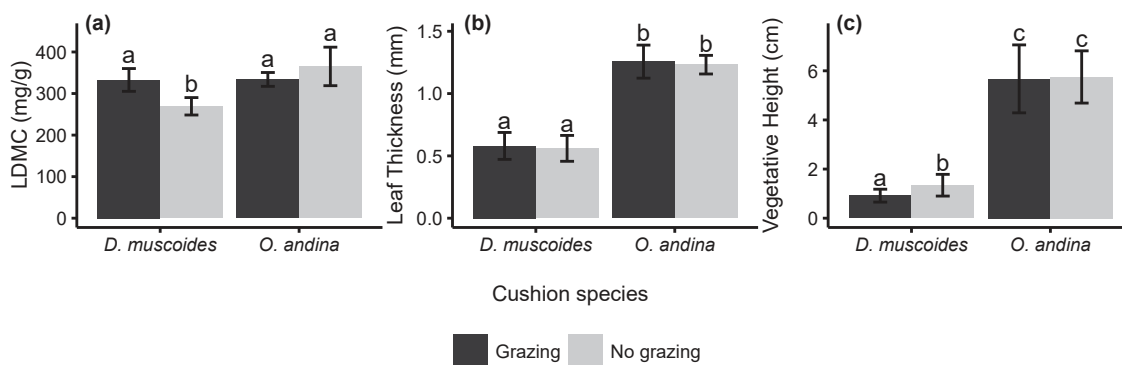 (a)
LDMC (mg/g)
400
300
200
100
0
a
b
a
a
D. muscoides
O. andina
(b)
Leaf Thickness (mm)
1.5
1.0
0.5
0.0
a
a
b
b
D. muscoides
O. andina
(c)
Vegetative Height (cm)
6
4
2
0
a
b
c
c
D. muscoides
O. andina
Cushion species
Grazing
No grazing